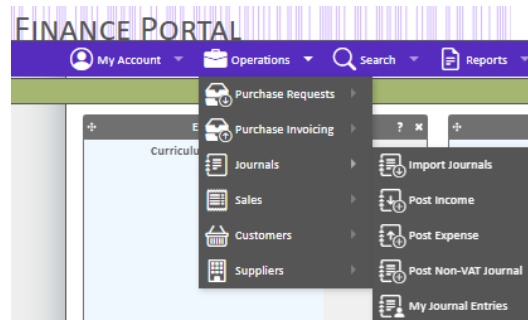 FINANCE PORTAL
My Account Operations Search Reports
Purchase Requests
E Purchase Invoicing ? ×
Curriculu Journals Import Journals
Sales Post Income
Customers Post Expense
Suppliers Post Non-VAT Journal
My Journal Entries